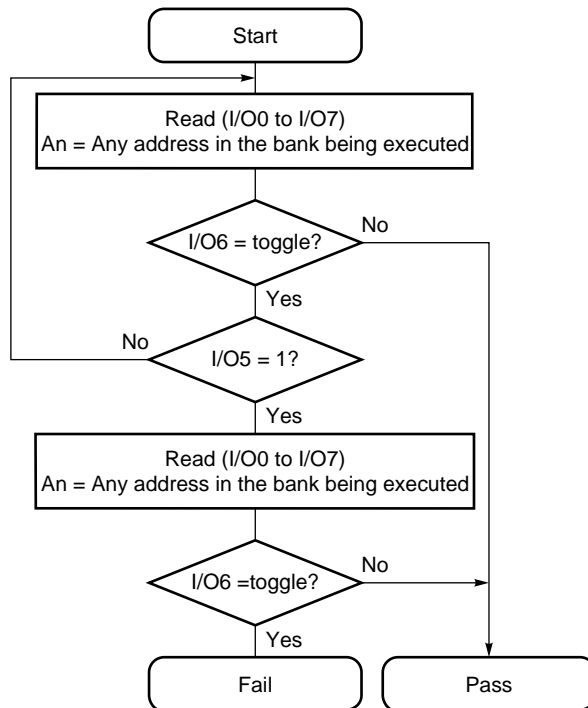 Start
Read (I/O0 to I/O7)
An = Any address in the bank being executed
I/O6 = toggle?
No
Yes
No
I/O5 = 1?
Yes
Read (I/O0 to I/O7)
An = Any address in the bank being executed
I/O6 =toggle?
No
Yes
Fail
Pass